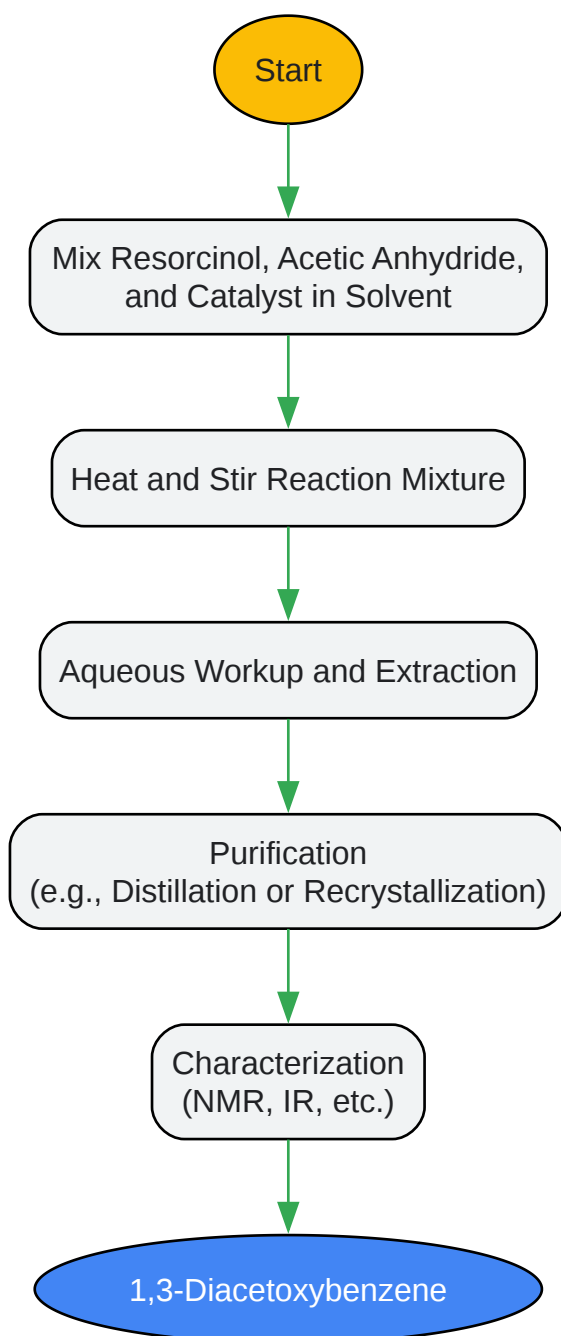 Start
Mix Resorcinol, Acetic Anhydride,
and Catalyst in Solvent
Heat and Stir Reaction Mixture
Aqueous Workup and Extraction
Purification
(e.g., Distillation or Recrystallization)
Characterization
(NMR, IR, etc.)
1,3-Diacetoxybenzene